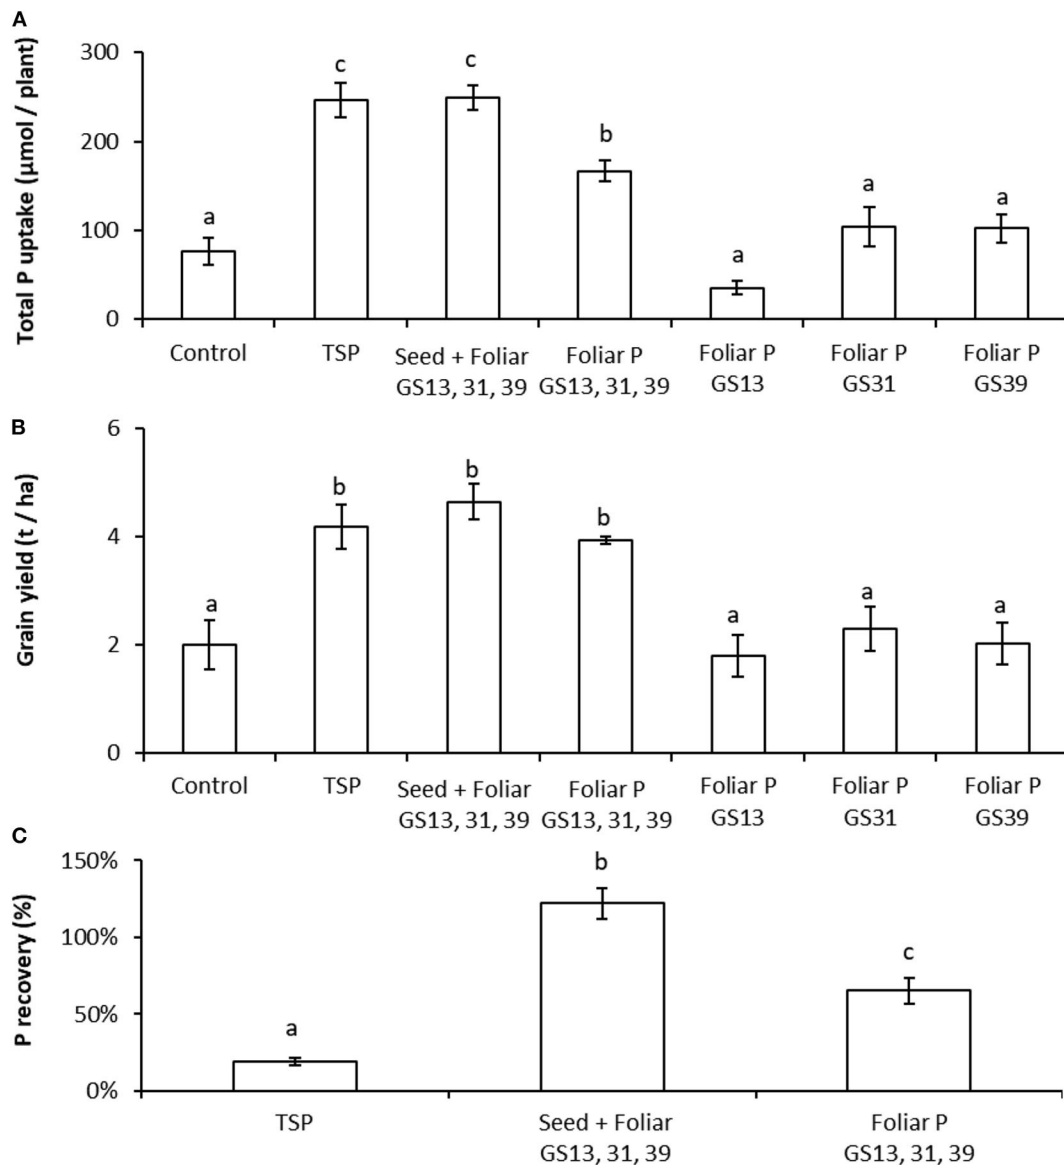 A
Total P uptake (µmol / plant)
300
200
100
0
c
c
b
a
a
a
a
Control
TSP
Seed + Foliar
GS13, 31, 39
Foliar P
GS13, 31, 39
Foliar P
GS13
Foliar P
GS31
Foliar P
GS39
B
Grain yield (t / ha)
6
4
2
0
a
b
b
b
a
a
a
Control
TSP
Seed + Foliar
GS13, 31, 39
Foliar P
GS13, 31, 39
Foliar P
GS13
Foliar P
GS31
Foliar P
GS39
C
P recovery (%)
150%
100%
50%
0%
a
b
c
TSP
Seed + Foliar
GS13, 31, 39
Foliar P
GS13, 31, 39